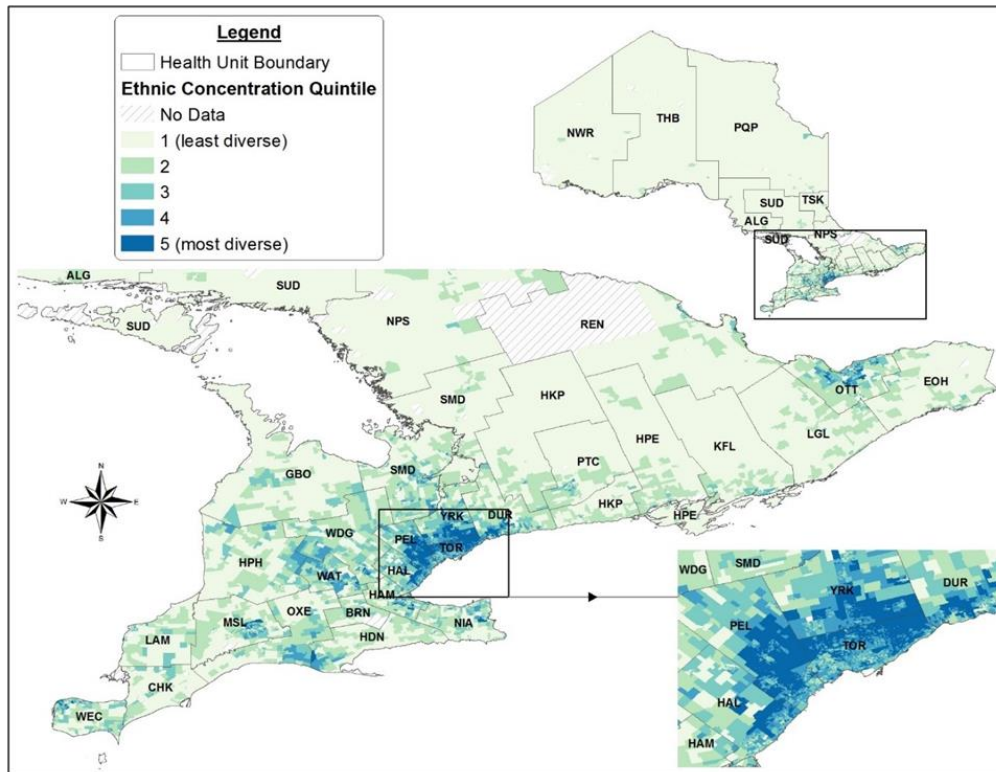 Legend
Health Unit Boundary
Ethnic Concentration Quintile
No Data
1 (least diverse)
2
3
4
5 (most diverse)
NWR
THB
PQP
SUD
TSK
ALG
NPS
SUD
ALG
SUD
SUD
NPS
REN
SMD
HKP
OTT
EOH
LGL
HPE
KFL
PTC
GBO
SMD
HKP
HPE
YRK
DUR
WDG
PEL
TOR
HPH
WAT
HAL
HAM
OXE
BRN
MSL
NIA
HDN
LAM
CHK
WEC
N
W
E
S
WDG
SMD
YRK
DUR
PEL
TOR
HAL
HAM